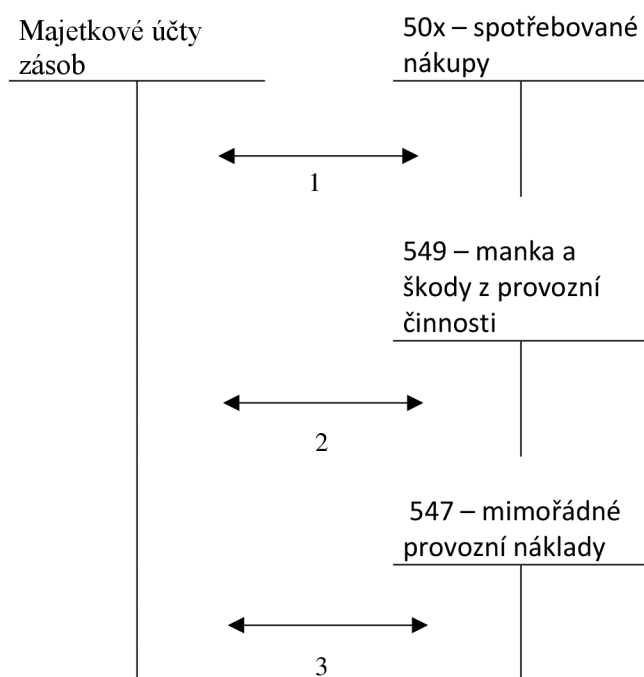 Majetkové účty
zásob
50x – spotřebované
nákupy
1
549 – manka a
škody z provozní
činnosti
2
547 – mimořádné
provozní náklady
3